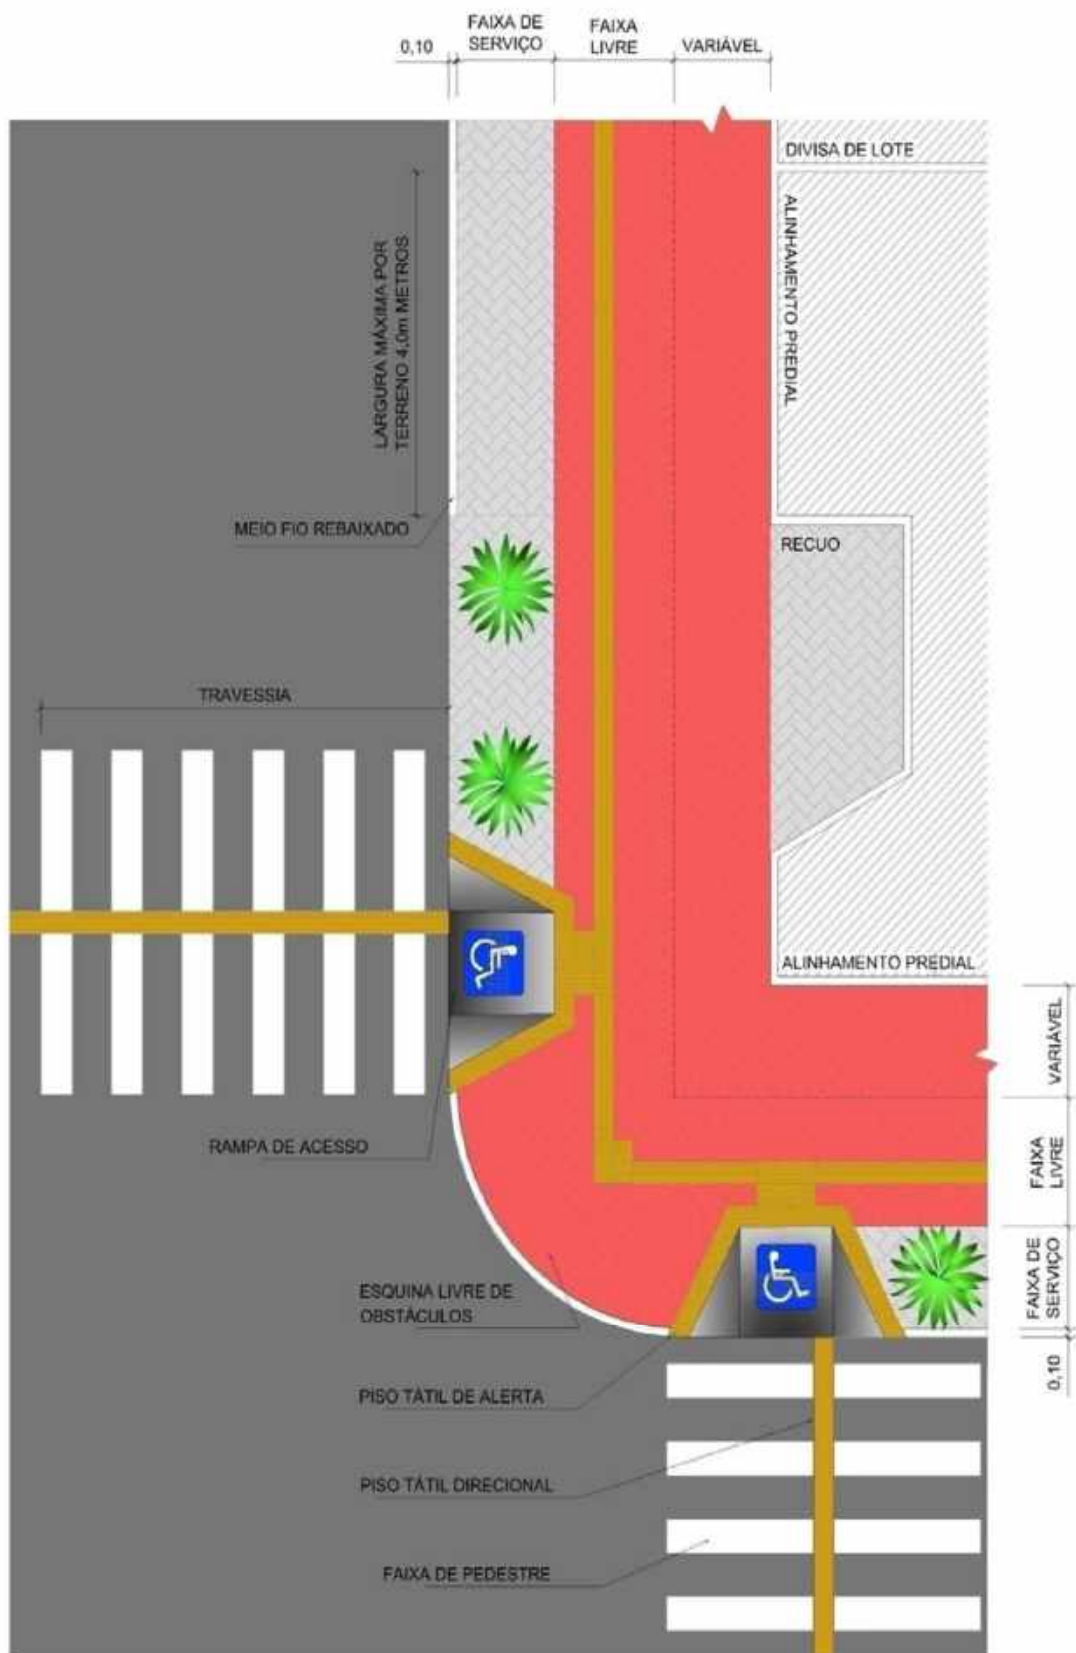 0,10
FAIXA DE
SERVIÇO
FAIXA
LIVRE
VARIÁVEL
DIVISA DE LOTE
ALINHAMENTO PREDIAL
LARGURA MÁXIMA POR
TERRENO 4,0m METROS
MEIO FIO REBAIXADO
RECUO
TRAVESSIA
ALINHAMENTO PREDIAL
VARIÁVEL
RAMPA DE ACESSO
FAIXA
LIVRE
FAIXA DE
SERVIÇO
ESQUINA LIVRE DE
OBSTÁCULOS
0,10
PISO TÁTIL DE ALERTA
PISO TÁTIL DIRECIONAL
FAIXA DE PEDESTRE